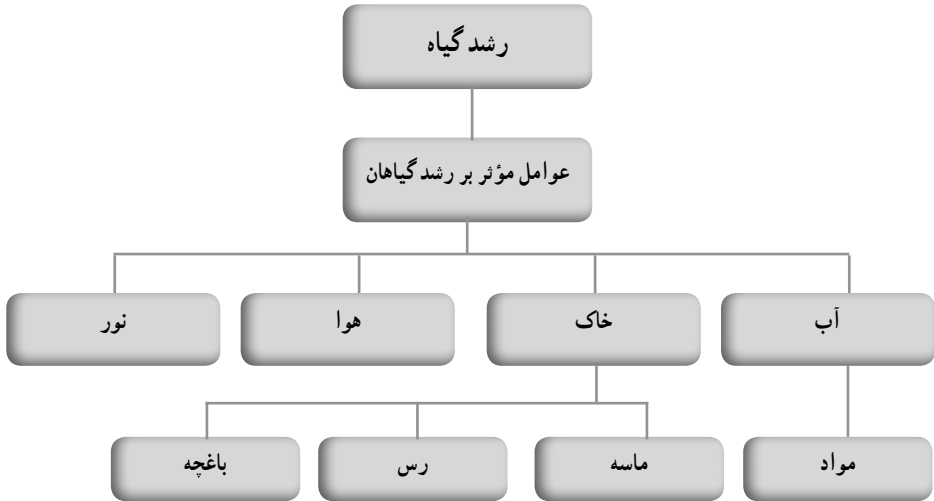 رشد گیاه
عوامل مؤثر بر رشد گیاهان
آب
خاک
هوا
نور
مواد
ماسه
رس
باغچه